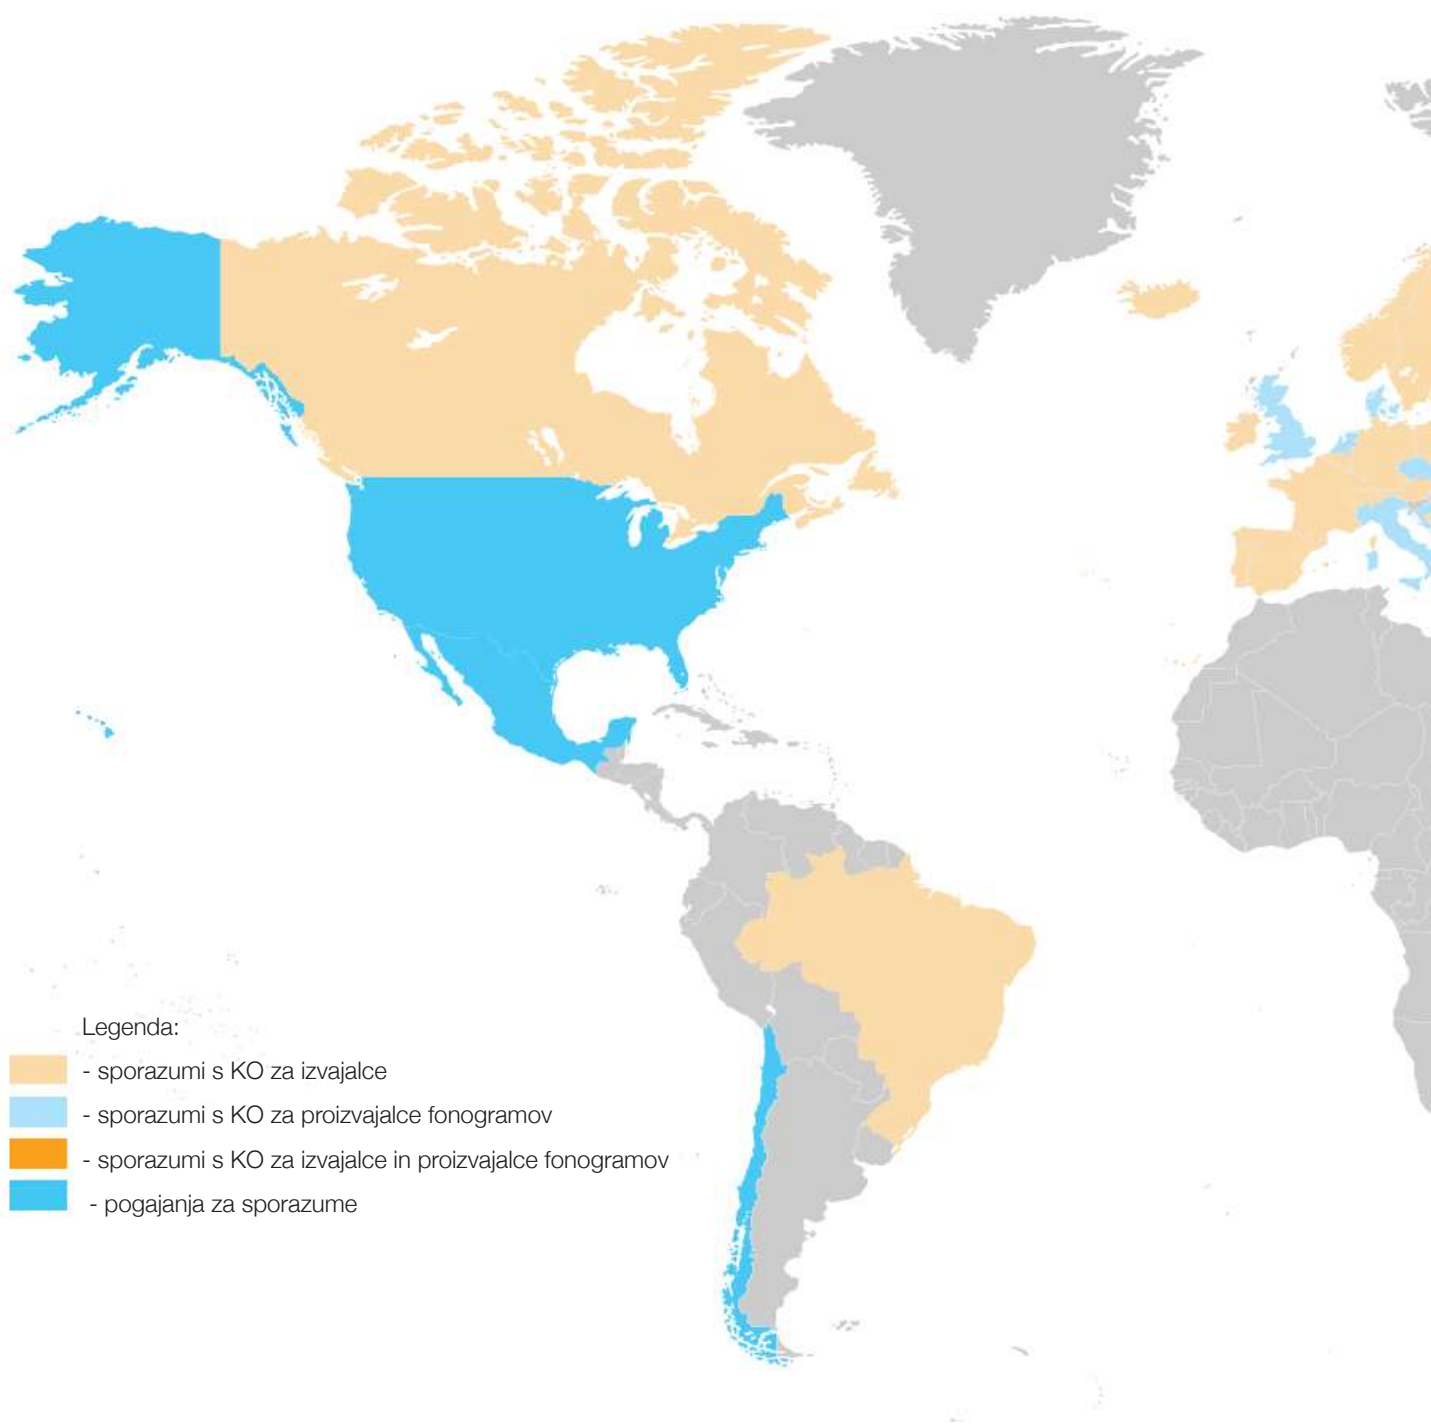 Legenda:
- sporazumi s KO za izvajalce
- sporazumi s KO za proizvajalce fonogramov
- sporazumi s KO za izvajalce in proizvajalce fonogramov
- pogajanja za sporazume